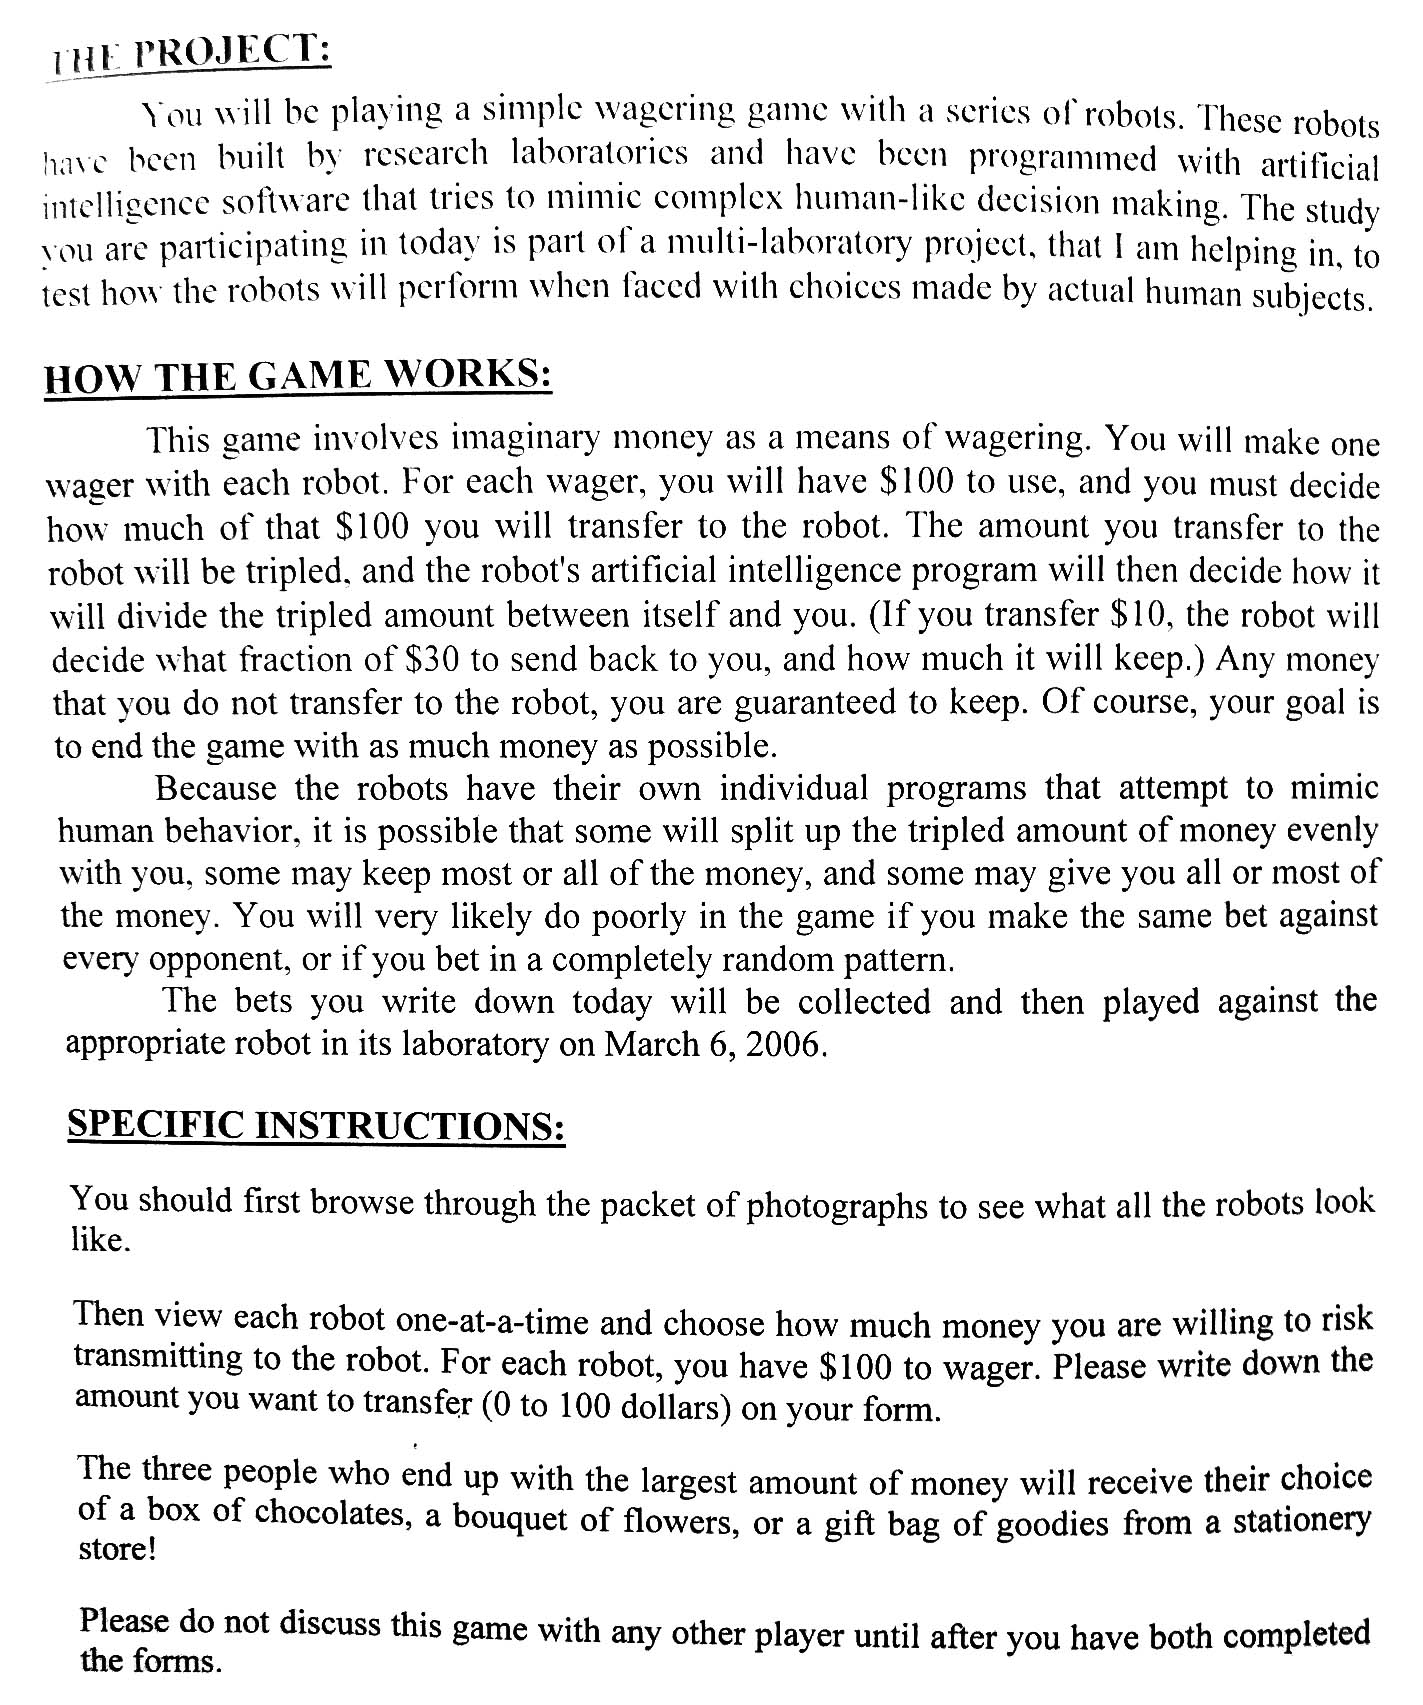 THE PROJECT:
You will be playing a simple wagering game with a series of robots. These robots
have been built by research laboratories and have been programmed with artificial
intelligence software that tries to mimic complex human-like decision making. The study
you are participating in today is part of a multi-laboratory project, that I am helping in, to
test how the robots will perform when faced with choices made by actual human subjects.
HOW THE GAME WORKS:
This game involves imaginary money as a means of wagering. You will make one
wager with each robot. For each wager, you will have $100 to use, and you must decide
how much of that $100 you will transfer to the robot. The amount you transfer to the
robot will be tripled, and the robot's artificial intelligence program will then decide how it
will divide the tripled amount between itself and you. (If you transfer $10, the robot will
decide what fraction of $30 to send back to you, and how much it will keep.) Any money
that you do not transfer to the robot, you are guaranteed to keep. Of course, your goal is
to end the game with as much money as possible.
Because the robots have their own individual programs that attempt to mimic
human behavior, it is possible that some will split up the tripled amount of money evenly
with you, some may keep most or all of the money, and some may give you all or most of
the money. You will very likely do poorly in the game if you make the same bet against
every opponent, or if you bet in a completely random pattern.
The bets you write down today will be collected and then played against the
appropriate robot in its laboratory on March 6, 2006.
SPECIFIC INSTRUCTIONS:
You should first browse through the packet of photographs to see what all the robots look
like.
Then view each robot one-at-a-time and choose how much money you are willing to risk
transmitting to the robot. For each robot, you have $100 to wager. Please write down the
amount you want to transfer (0 to 100 dollars) on your form.
The three people who end up with the largest amount of money will receive their choice
of a box of chocolates, a bouquet of flowers, or a gift bag of goodies from a stationery
store!
Please do not discuss this game with any other player until after you have both completed
the forms.